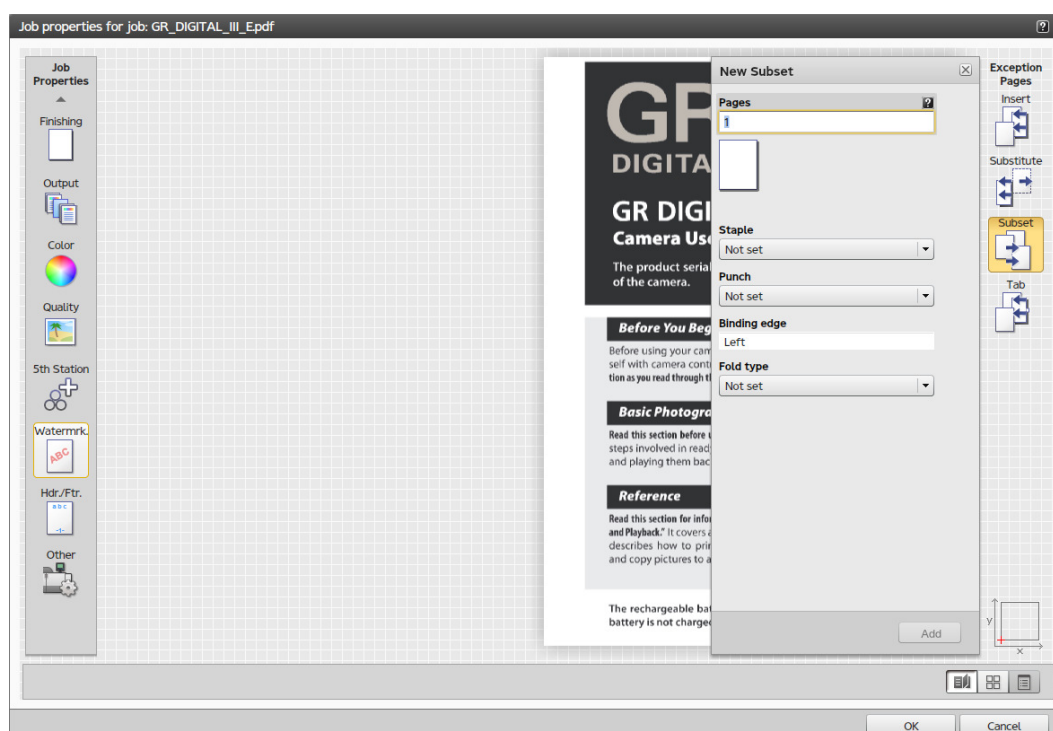 Job properties for job: GR_DIGITAL_III_E.pdf
?
Job
Properties
Finishing
Output
Color
Quality
5th Station
Watermrk.
ABC
Hdr./Ftr.
abc
-1-
Other
GR
DIGITA
GR DIGI
Camera Use
The product serial
of the camera.
Before You Beg
Before using your cam
self with camera contr
tion as you read through th
Basic Photogra
Read this section before u
steps involved in read
and playing them bac
Reference
Read this section for infor
and Playback." It covers a
describes how to prin
and copy pictures to a
The rechargeable bat
battery is not charged
New Subset
Pages
?
1
Staple
Not set
Punch
Not set
Binding edge
Left
Fold type
Not set
Add
Exception
Pages
Insert
Substitute
Subset
Tab
y
x
OK
Cancel